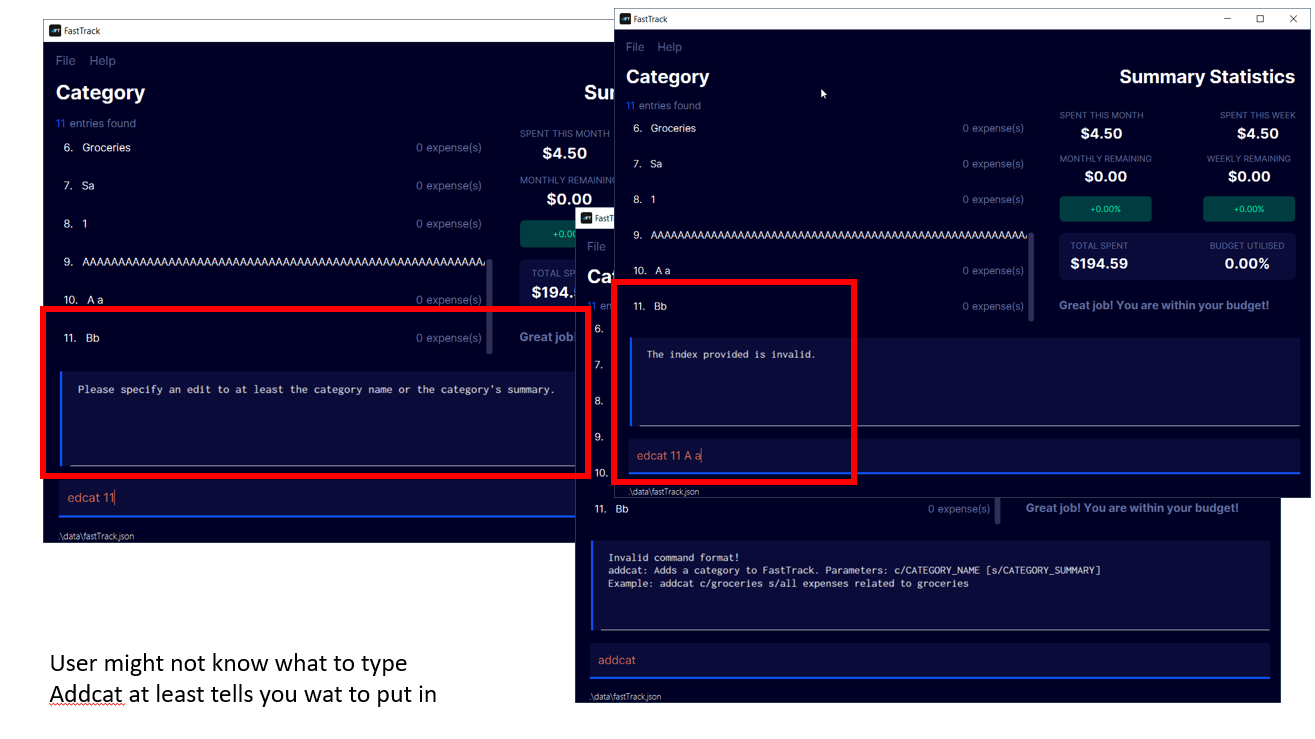 FastTrack
File Help
Category
Sur
11 entries found
6. Groceries 0 expense(s)
7. Sa 0 expense(s)
8. 1 0 expense(s)
9.
10. A a 0 expense(s)
11. Bb 0 expense(s)
SPENT THIS MONTH
$4.50
MONTHLY REMAINING
$0.00
+0.00
TOTAL SP
$194.5
Great job!
Please specify an edit to at least the category name or the category's summary.
edcat 11
.\data\fastTrack.json
FastTrack
File Help
Category
Summary Statistics
11 entries found
6. Groceries 0 expense(s)
7. Sa 0 expense(s)
8. 1 0 expense(s)
9.
10. A a 0 expense(s)
11. Bb 0 expense(s)
SPENT THIS MONTH
$4.50
SPENT THIS WEEK
$4.50
MONTHLY REMAINING
$0.00
WEEKLY REMAINING
$0.00
+0.00%
+0.00%
TOTAL SPENT
$194.59
BUDGET UTILISED
0.00%
Great job! You are within your budget!
The index provided is invalid.
edcat 11 A a
.\data\fastTrack.json
FastT
File
Ca
11 en
6.
7.
8.
9.
10.
11. Bb 0 expense(s)
Great job! You are within your budget!
Invalid command format!
addcat: Adds a category to FastTrack. Parameters: c/CATEGORY_NAME [s/CATEGORY_SUMMARY]
Example: addcat c/groceries s/all expenses related to groceries
addcat
.\data\fastTrack.json
User might not know what to type
Addcat at least tells you wat to put in